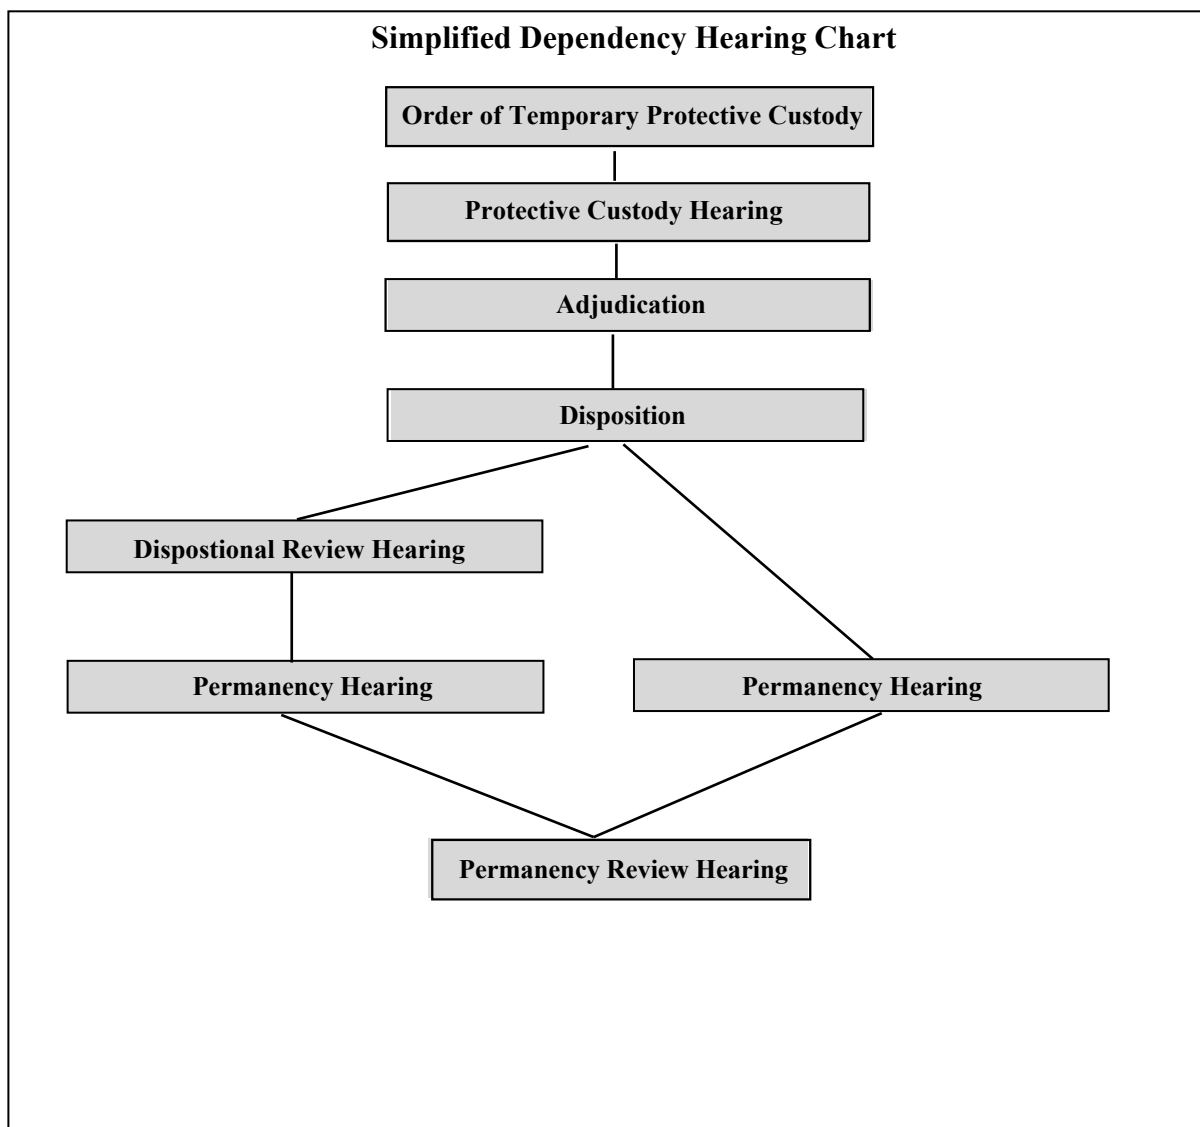 Simplified Dependency Hearing Chart
Order of Temporary Protective Custody
Protective Custody Hearing
Adjudication
Disposition
Dispostional Review Hearing
Permanency Hearing
Permanency Hearing
Permanency Review Hearing